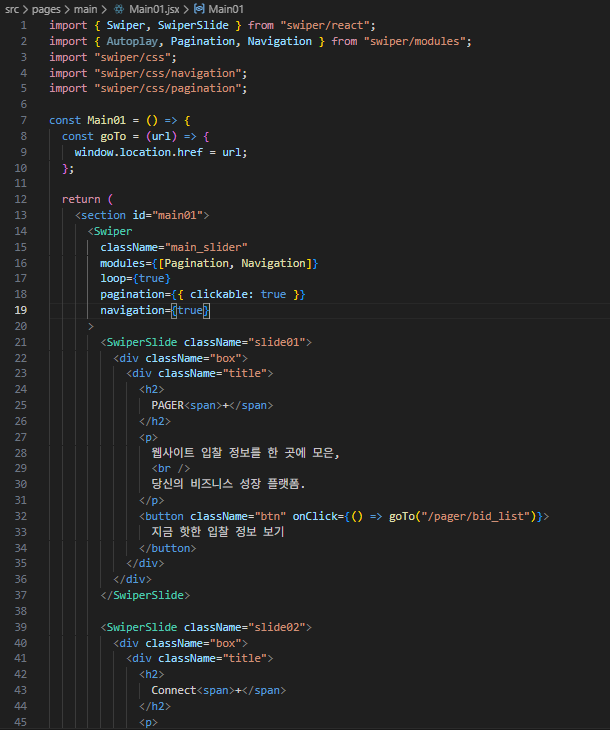 src > pages > main > Main01.jsx > Main01
1 import { Swiper, SwiperSlide } from "swiper/react";
2 import { Autoplay, Pagination, Navigation } from "swiper/modules";
3 import "swiper/css";
4 import "swiper/css/navigation";
5 import "swiper/css/pagination";
6
7 const Main01 = () => {
8 const goTo = (url) => {
9 window.location.href = url;
10 };
11
12 return (
13 <section id="main01">
14 <Swiper
15 className="main_slider"
16 modules={[Pagination, Navigation]}
17 loop={true}
18 pagination={{ clickable: true }}
19 navigation={true}
20 >
21 <SwiperSlide className="slide01">
22 <div className="box">
23 <div className="title">
24 <h2>
25 PAGER<span>+</span>
26 </h2>
27 <p>
28 웹사이트 입찰 정보를 한 곳에 모은,
29 <br />
30 당신의 비즈니스 성장 플랫폼.
31 </p>
32 <button className="btn" onClick={() => goTo("/pager/bid_list")}>
33 지금 핫한 입찰 정보 보기
34 </button>
35 </div>
36 </div>
37 </SwiperSlide>
38
39 <SwiperSlide className="slide02">
40 <div className="box">
41 <div className="title">
42 <h2>
43 Connect<span>+</span>
44 </h2>
45 <p>